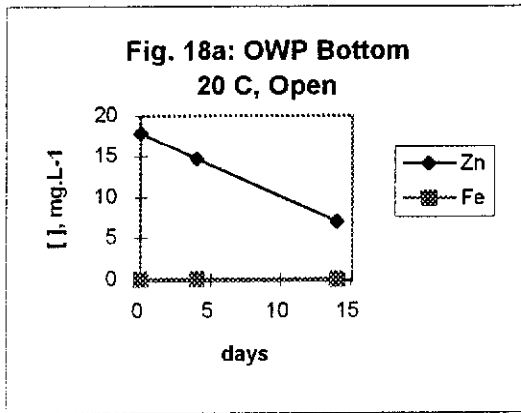 Fig. 18a: OWP Bottom
20 C, Open
[ ], mg.L-1
20
15
10
5
0
0 5 10 15
days
Zn
Fe